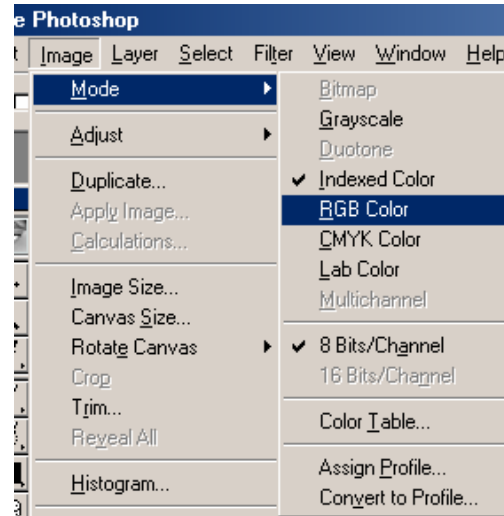 e Photoshop
t Image Layer Select Filter View Window Help
Mode
Adjust
Duplicate...
Apply Image...
Calculations...
Image Size...
Canvas Size...
Rotate Canvas
Crop
Trim...
Reveal All
Histogram...
Bitmap
Grayscale
Duotone
Indexed Color
RGB Color
CMYK Color
Lab Color
Multichannel
8 Bits/Channel
16 Bits/Channel
Color Table...
Assign Profile...
Convert to Profile...